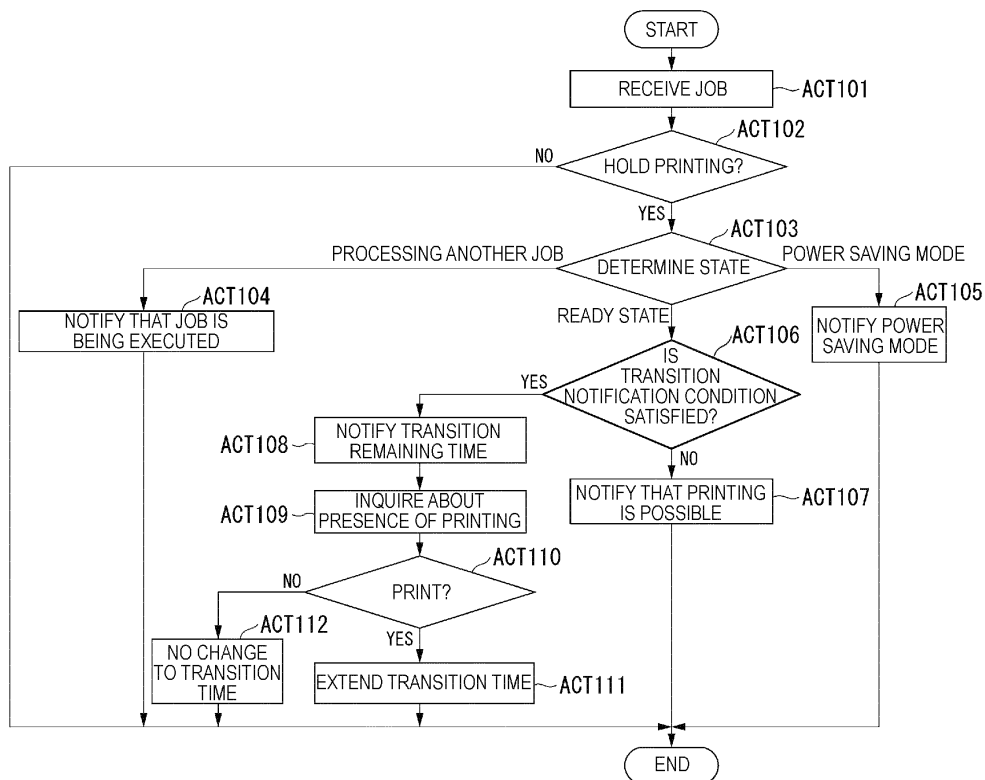 START
RECEIVE JOB
ACT101
ACT102
HOLD PRINTING?
NO
YES
ACT103
PROCESSING ANOTHER JOB
DETERMINE STATE
POWER SAVING MODE
ACT104
NOTIFY THAT JOB IS
BEING EXECUTED
READY STATE
ACT105
NOTIFY POWER
SAVING MODE
ACT106
IS
TRANSITION
NOTIFICATION CONDITION
SATISFIED?
YES
NO
ACT108
NOTIFY TRANSITION
REMAINING TIME
ACT109
INQUIRE ABOUT
PRESENCE OF PRINTING
NOTIFY THAT PRINTING
IS POSSIBLE
ACT107
ACT110
PRINT?
NO
YES
ACT112
NO CHANGE
TO TRANSITION
TIME
EXTEND TRANSITION TIME
ACT111
END